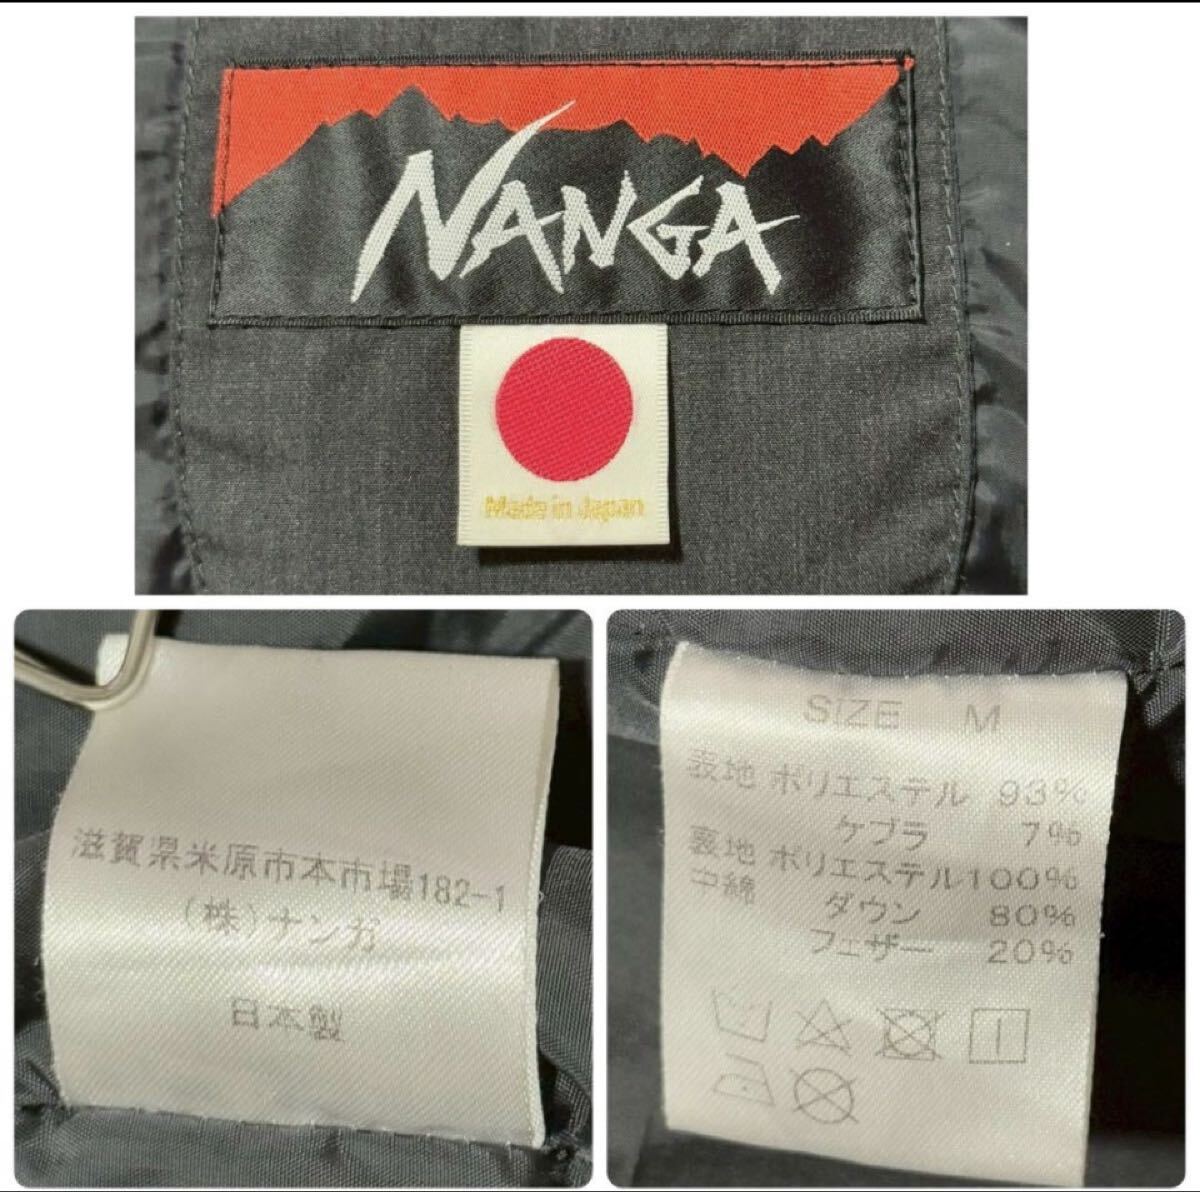 NANGA
Made in Japan
滋賀県米原市本市場182-1
(株)ナンガ
日本製
SIZE M
表地 ポリエステル 93%
ケブラ 7%
裏地 ポリエステル100%
中綿 ダウン 80%
フェザー 20%